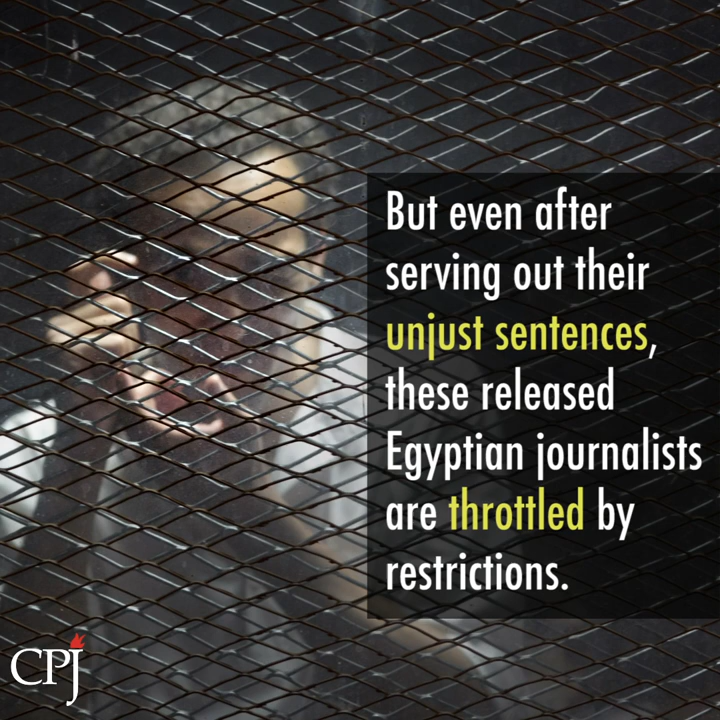 But even after
serving out their
unjust sentences,
these released
Egyptian journalists
are throttled by
restrictions.
CPJ